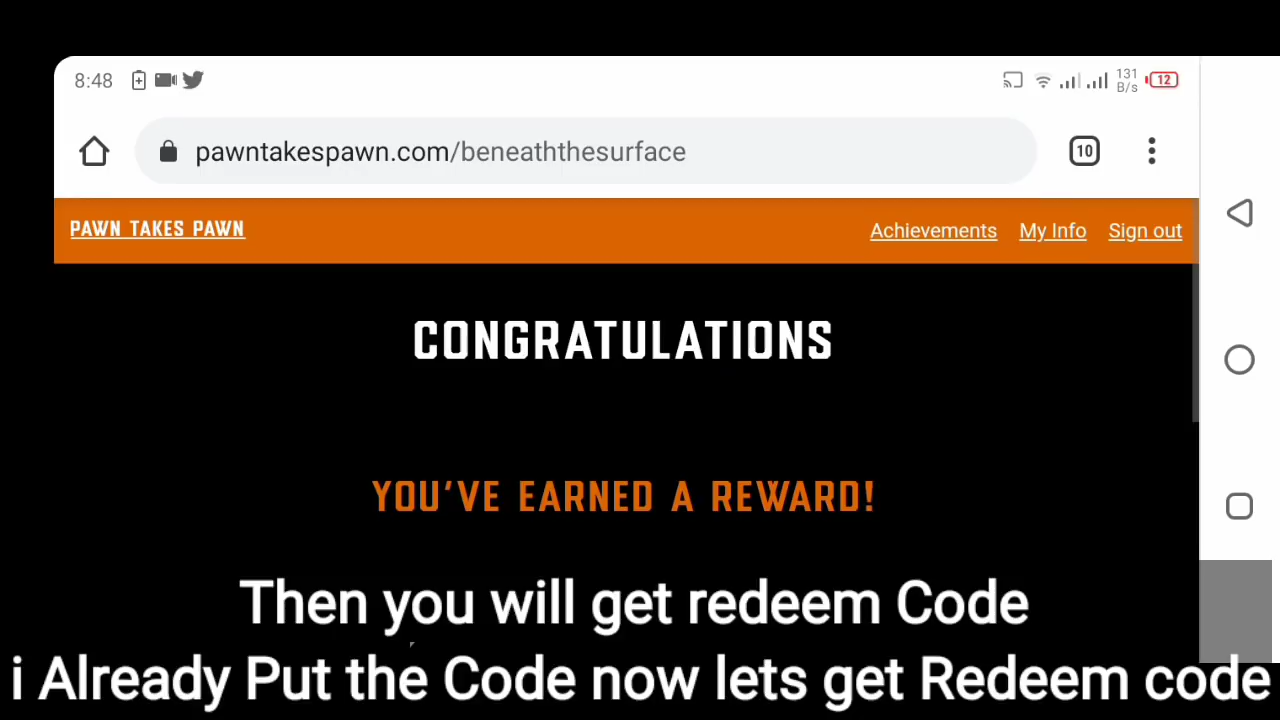 8:48
131
B/s
12
pawntakespawn.com/beneaththesurface
10
PAWN TAKES PAWN
Achievements My Info Sign out
CONGRATULATIONS
YOU'VE EARNED A REWARD!
Then you will get redeem Code
i Already Put the Code now lets get Redeem code